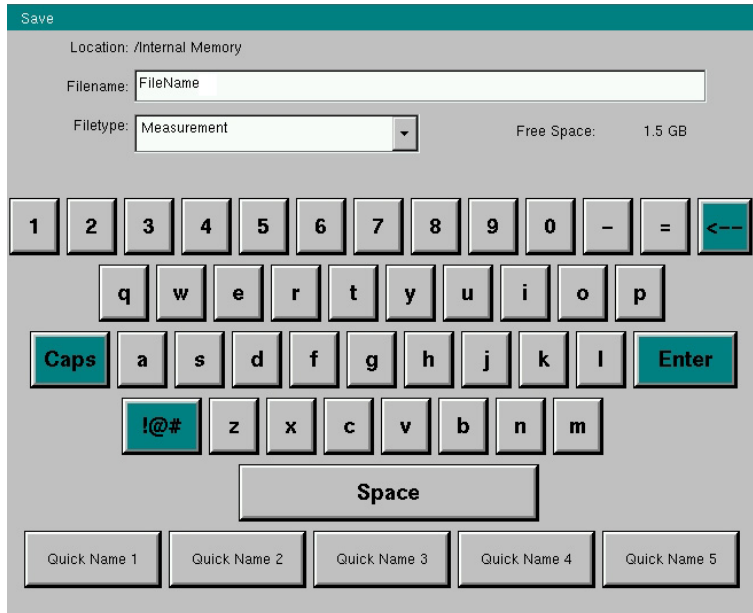 Save
Location: /Internal Memory
Filename: FileName
Filetype: Measurement Free Space: 1.5 GB
1 2 3 4 5 6 7 8 9 0 - = <--
q w e r t y u i o p
Caps a s d f g h j k l Enter
!@# z x c v b n m
Space
Quick Name 1 Quick Name 2 Quick Name 3 Quick Name 4 Quick Name 5